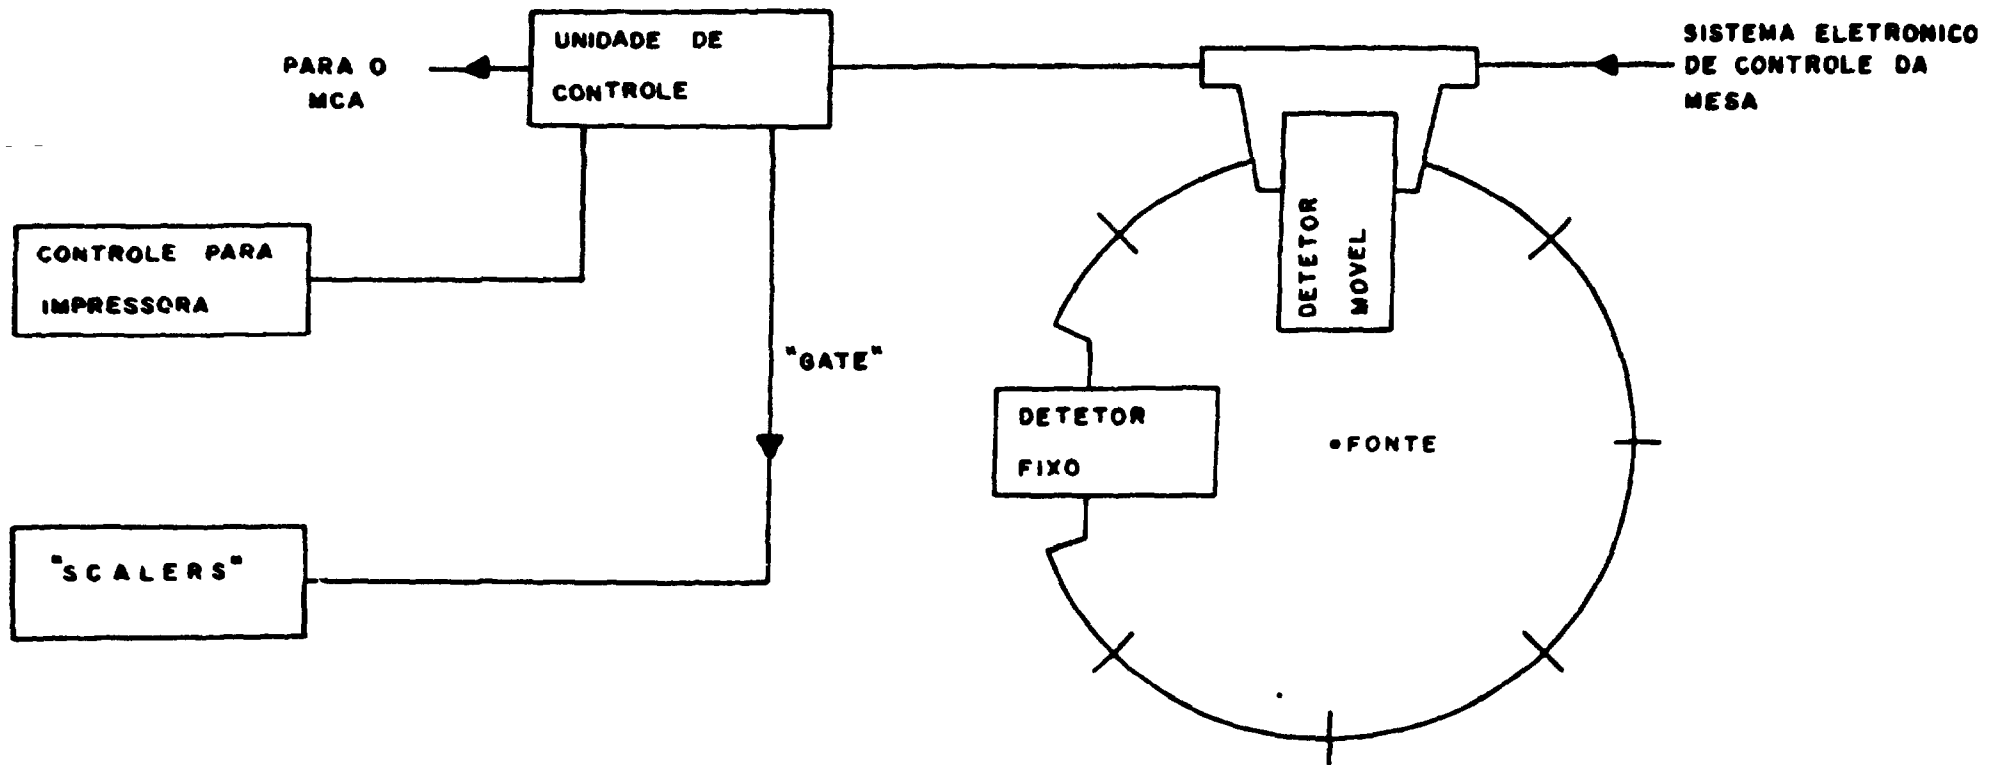 PARA O
MCA
UNIDADE DE
CONTROLE
SISTEMA ELETRONICO
DE CONTROLE DA
MESA
CONTROLE PARA
IMPRESSORA
"GATE"
"SCALERS"
DETETOR
MOVEL
DETETOR
FIXO
FONTE